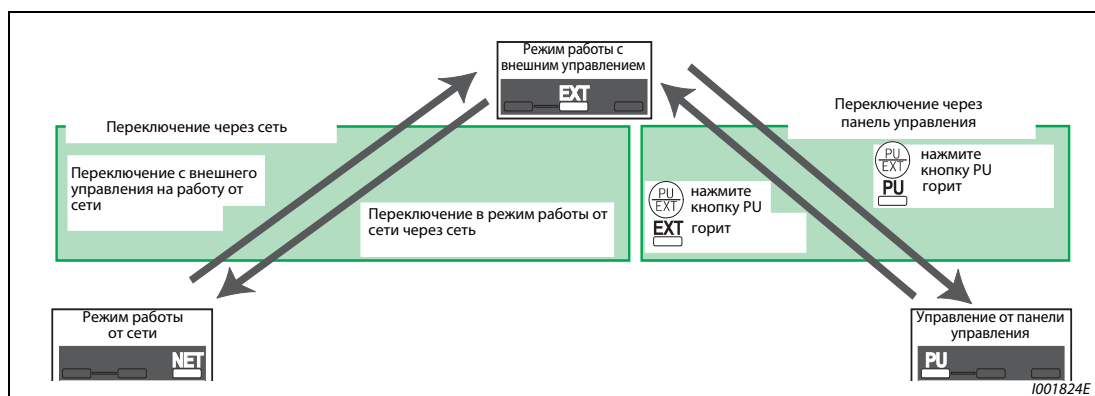 Режим работы с
внешним управлением
EXT
Переключение через сеть
Переключение через
панель управления
Переключение с внешнего
управления на работу от
сети
Переключение в режим работы от
сети через сеть
PU
EXT
нажмите
кнопку PU
EXT горит
PU
EXT
нажмите
кнопку PU
PU горит
Режим работы
от сети
NET
Управление от панели
управления
PU
I001824E